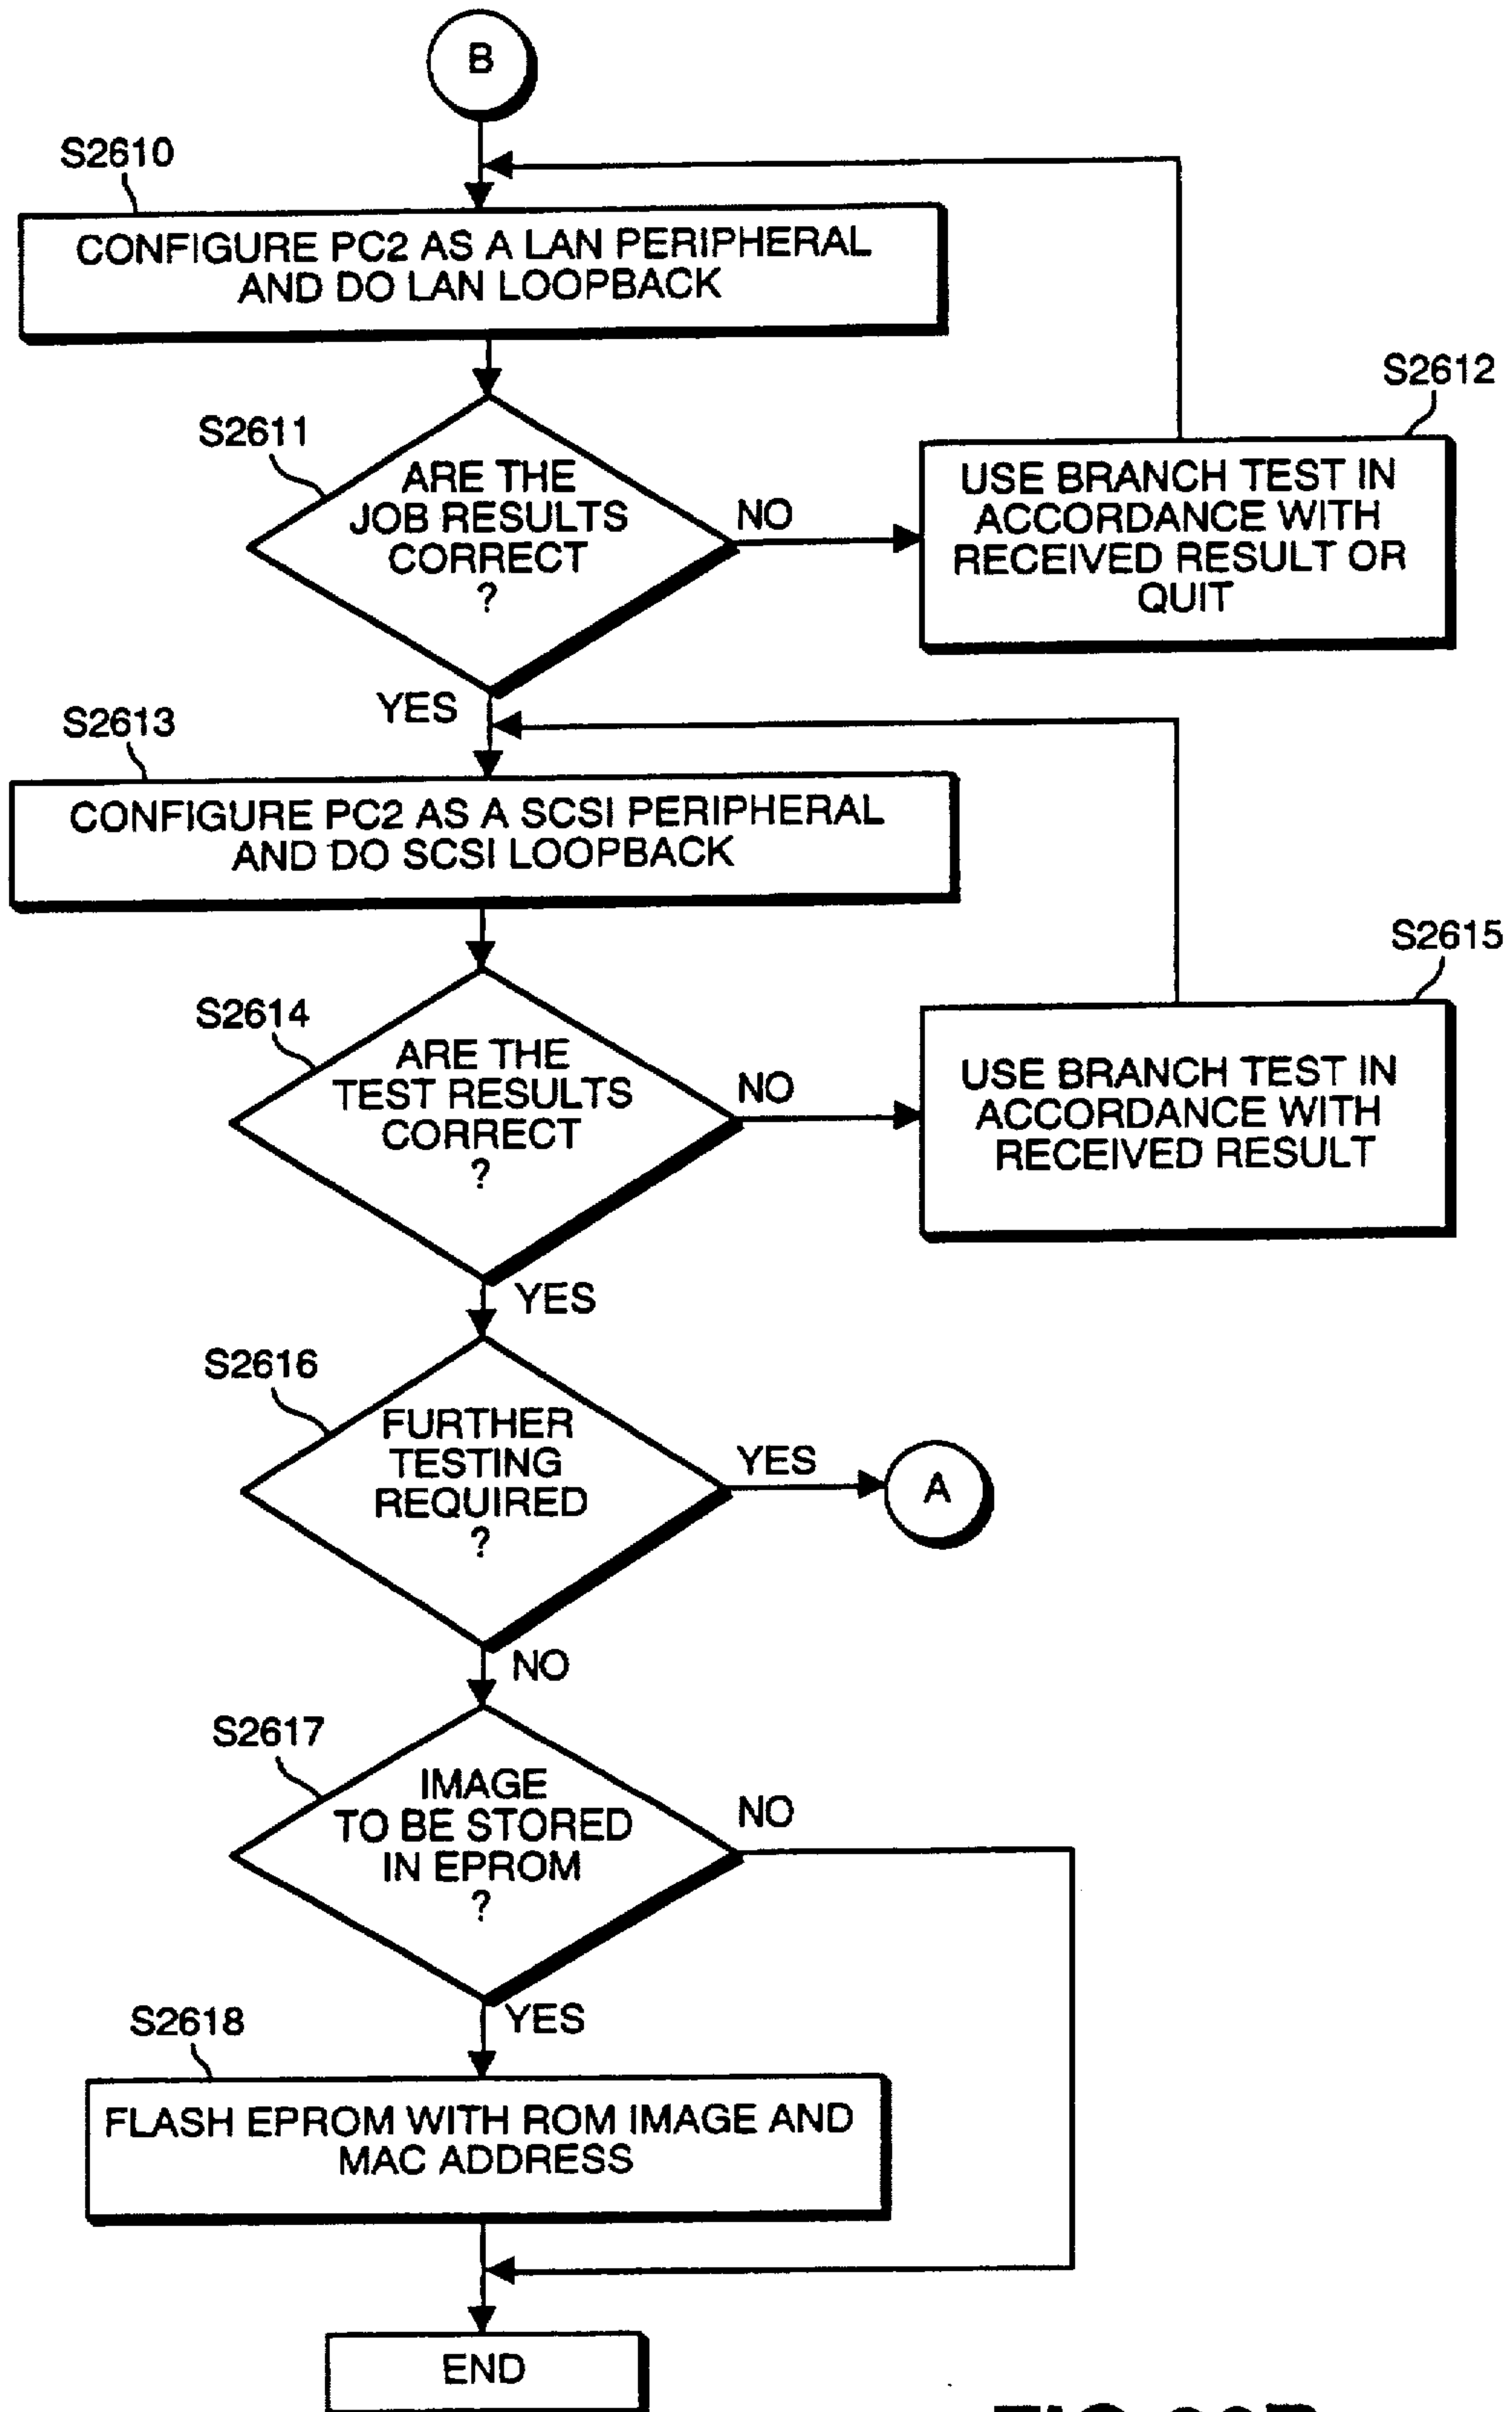 B
S2610
CONFIGURE PC2 AS A LAN PERIPHERAL
AND DO LAN LOOPBACK
S2611
ARE THE
JOB RESULTS
CORRECT
?
NO
S2612
USE BRANCH TEST IN
ACCORDANCE WITH
RECEIVED RESULT OR
QUIT
YES
S2613
CONFIGURE PC2 AS A SCSI PERIPHERAL
AND DO SCSI LOOPBACK
S2614
ARE THE
TEST RESULTS
CORRECT
?
NO
S2615
USE BRANCH TEST IN
ACCORDANCE WITH
RECEIVED RESULT
YES
S2616
FURTHER
TESTING
REQUIRED
?
YES
A
NO
S2617
IMAGE
TO BE STORED
IN EPROM
?
NO
YES
S2618
FLASH EPROM WITH ROM IMAGE AND
MAC ADDRESS
END